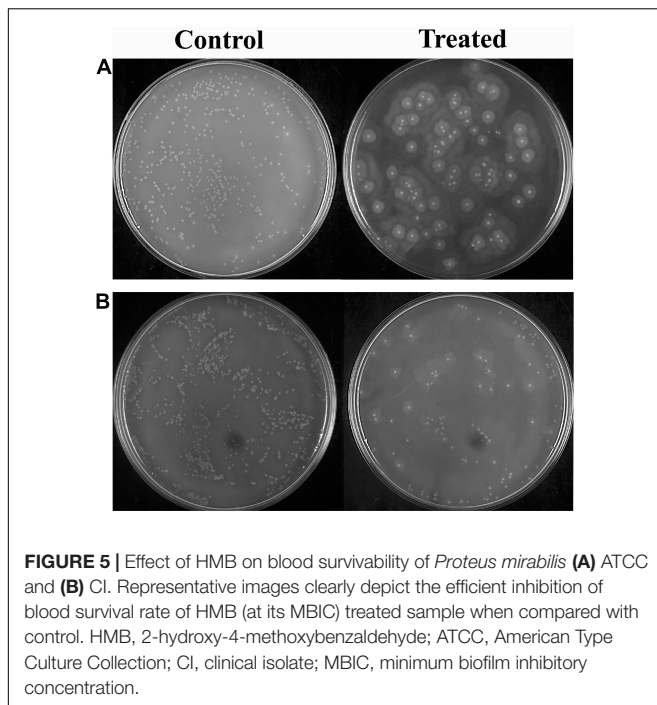 Control Treated
A
B
FIGURE 5 | Effect of HMB on blood survivability of Proteus mirabilis (A) ATCC
and (B) CI. Representative images clearly depict the efficient inhibition of
blood survival rate of HMB (at its MBIC) treated sample when compared with
control. HMB, 2-hydroxy-4-methoxybenzaldehyde; ATCC, American Type
Culture Collection; CI, clinical isolate; MBIC, minimum biofilm inhibitory
concentration.